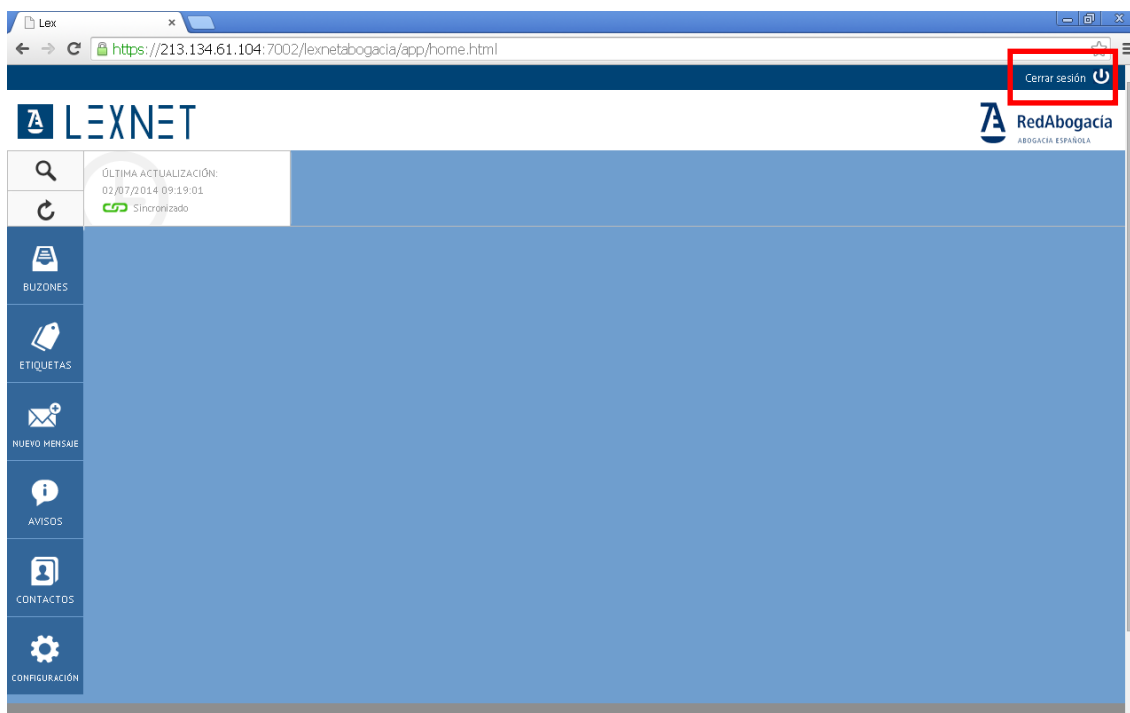 Lex
https://213.134.61.104:7002/lexnetabogacia/app/home.html
Cerrar sesión
LEXNET
RedAbogacía
ABOGACÍA ESPAÑOLA
ÚLTIMA ACTUALIZACIÓN:
02/07/2014 09:19:01
Sincronizado
BUZONES
ETIQUETAS
NUEVO MENSAJE
AVISOS
CONTACTOS
CONFIGURACIÓN